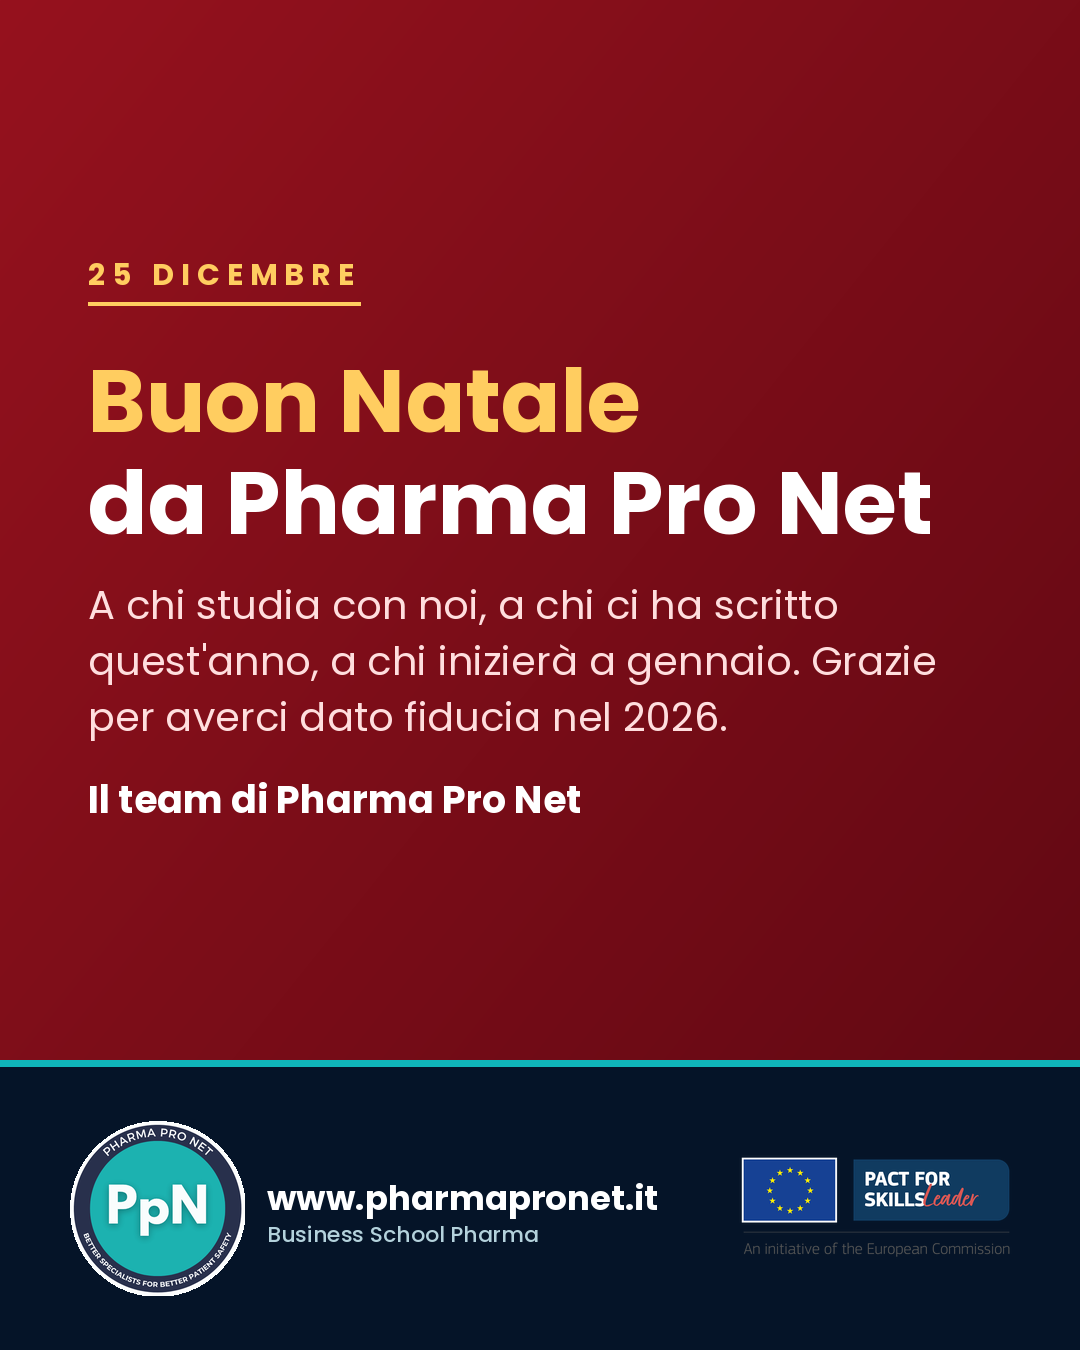 25 DICEMBRE
Buon Natale
da Pharma Pro Net
A chi studia con noi, a chi ci ha scritto
quest'anno, a chi inizierà a gennaio. Grazie
per averci dato fiducia nel 2026.
Il team di Pharma Pro Net
PHARMA PRO NET
PpN
BETTER SPECIALISTS FOR BETTER PATIENT SAFETY
www.pharmapronet.it
Business School Pharma
PACT FOR
SKILLS Leader
An initiative of the European Commission